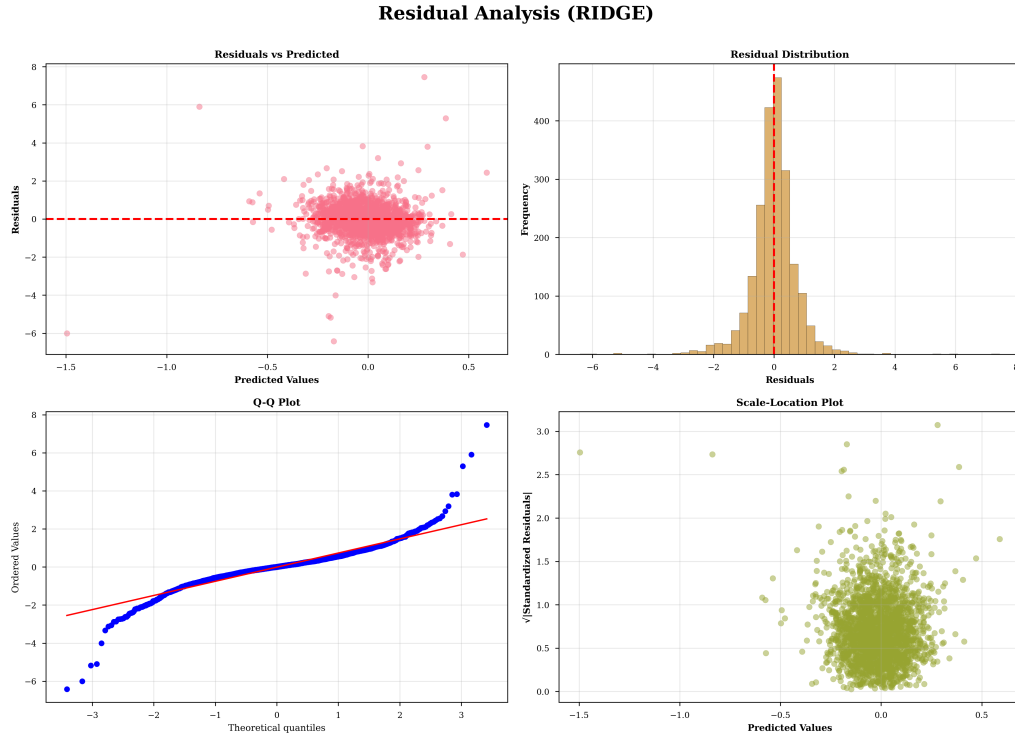 Residual Analysis (RIDGE)
Residuals vs Predicted
Residuals
8
6
4
2
0
−2
−4
−6
−1.5 −1.0 −0.5 0.0 0.5
Predicted Values
Residual Distribution
Frequency
400
300
200
100
0
−6 −4 −2 0 2 4 6 8
Residuals
Q-Q Plot
Ordered Values
8
6
4
2
0
−2
−4
−6
−3 −2 −1 0 1 2 3
Theoretical quantiles
Scale-Location Plot
√|Standardized Residuals|
3.0
2.5
2.0
1.5
1.0
0.5
0.0
−1.5 −1.0 −0.5 0.0 0.5
Predicted Values